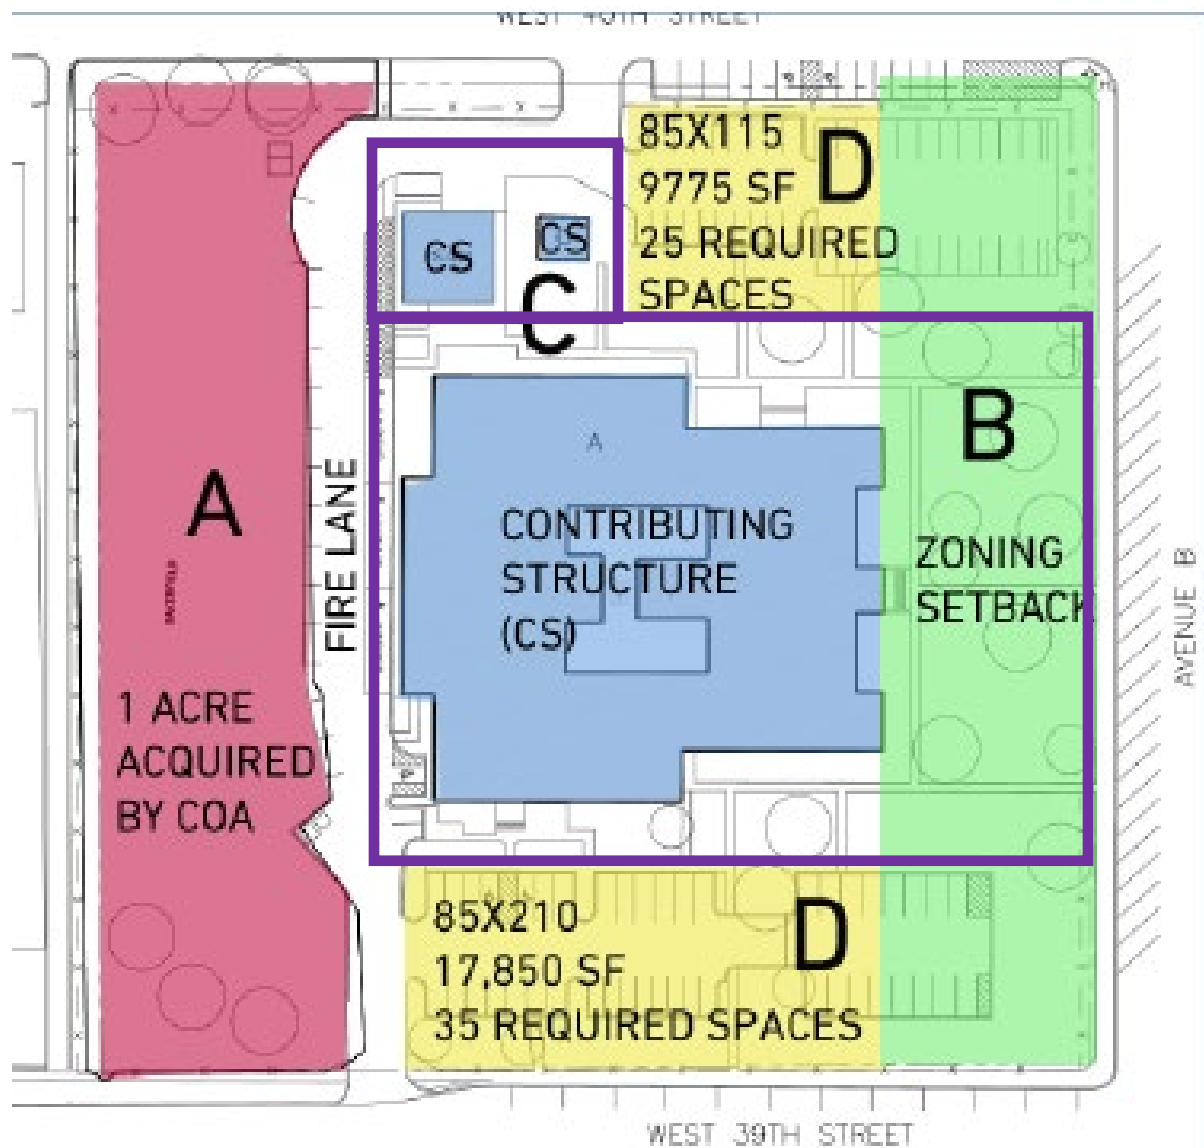 WEST 40TH STREET
85X115
9775 SF
25 REQUIRED
SPACES
D
CS
CS
C
B
ZONING
SETBACK
A
A
FIRE LANE
CONTRIBUTING
STRUCTURE
(CS)
1 ACRE
ACQUIRED
BY COA
AVENUE B
85X210
17,850 SF
35 REQUIRED SPACES
D
WEST 39TH STREET